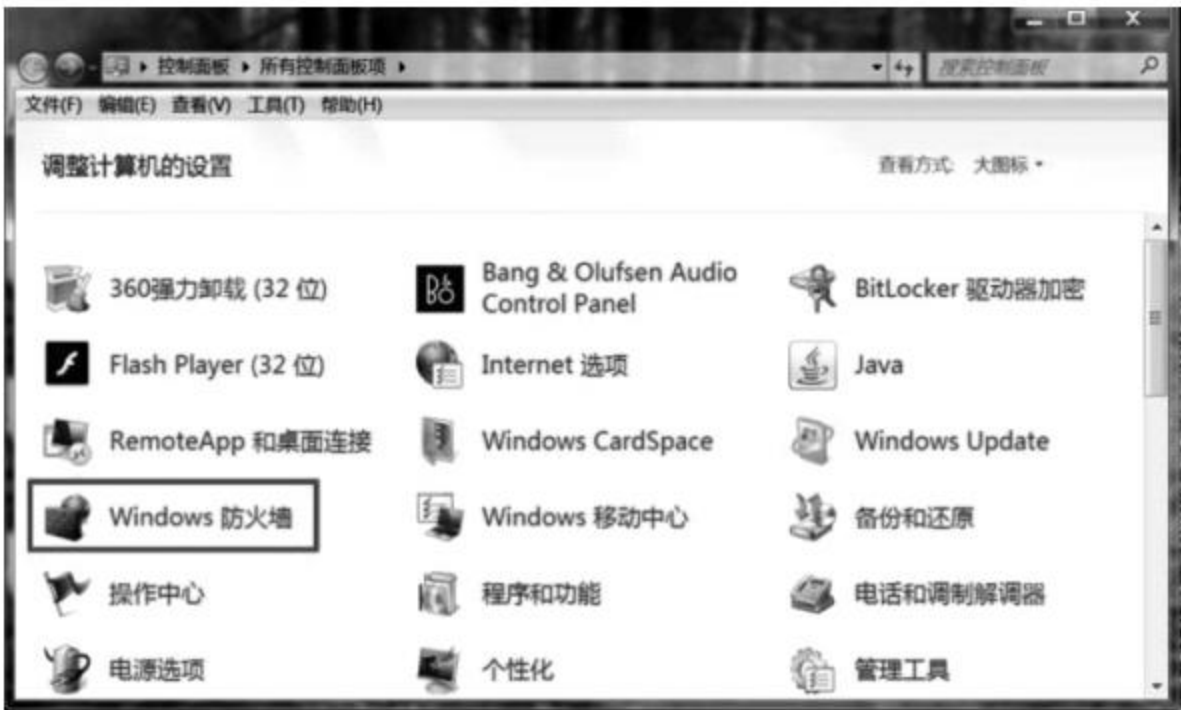 控制面板 ▸ 所有控制面板项 ▸
搜索控制面板
文件(F) 编辑(E) 查看(V) 工具(T) 帮助(H)
调整计算机的设置
查看方式: 大图标
360强力卸载 (32 位)
Bang & Olufsen Audio
Control Panel
BitLocker 驱动器加密
Flash Player (32 位)
Internet 选项
Java
RemoteApp 和桌面连接
Windows CardSpace
Windows Update
Windows 防火墙
Windows 移动中心
备份和还原
操作中心
程序和功能
电话和调制解调器
电源选项
个性化
管理工具